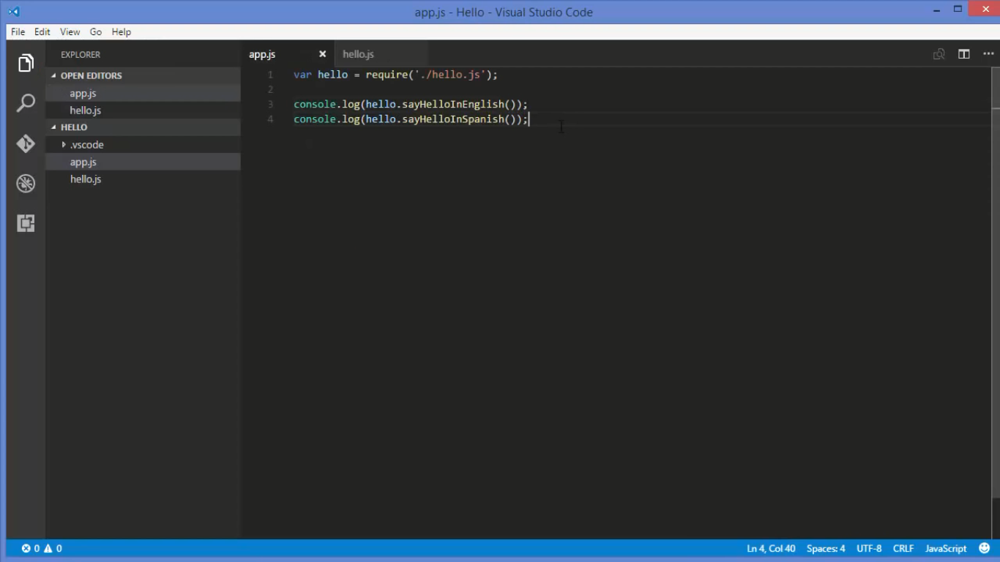 app.js - Hello - Visual Studio Code
File Edit View Go Help
EXPLORER
OPEN EDITORS
app.js
hello.js
HELLO
.vscode
app.js
hello.js
app.js hello.js
1 var hello = require('./hello.js');
2
3 console.log(hello.sayHelloInEnglish());
4 console.log(hello.sayHelloInSpanish());
0 0 Ln 4, Col 40 Spaces: 4 UTF-8 CRLF JavaScript